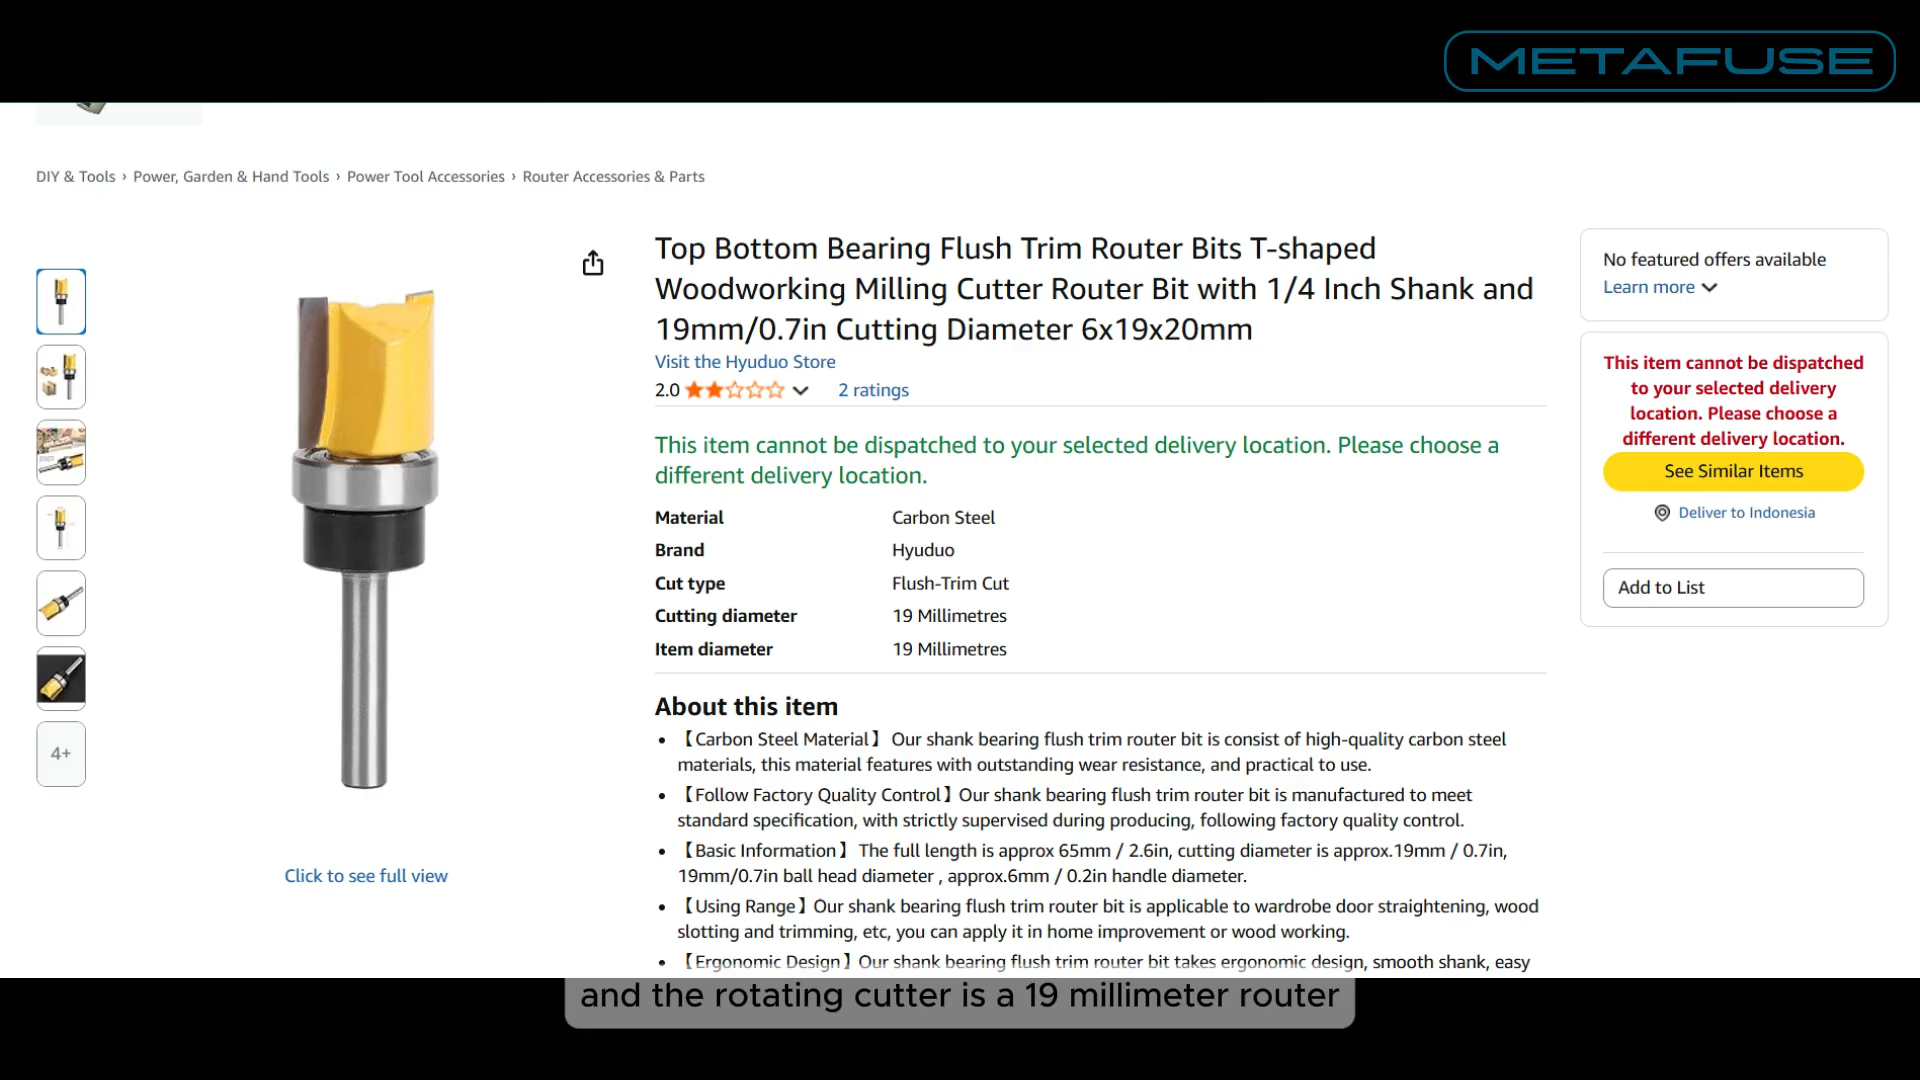 METAFUSE
DIY & Tools › Power, Garden & Hand Tools › Power Tool Accessories › Router Accessories & Parts
Top Bottom Bearing Flush Trim Router Bits T-shaped
Woodworking Milling Cutter Router Bit with 1/4 Inch Shank and
19mm/0.7in Cutting Diameter 6x19x20mm
Visit the Hyuduo Store
2.0 2 ratings
This item cannot be dispatched to your selected delivery location. Please choose a
different delivery location.
Material Carbon Steel
Brand Hyuduo
Cut type Flush-Trim Cut
Cutting diameter 19 Millimetres
Item diameter 19 Millimetres
About this item
• 【Carbon Steel Material】 Our shank bearing flush trim router bit is consist of high-quality carbon steel
materials, this material features with outstanding wear resistance, and practical to use.
• 【Follow Factory Quality Control】Our shank bearing flush trim router bit is manufactured to meet
standard specification, with strictly supervised during producing, following factory quality control.
• 【Basic Information】 The full length is approx 65mm / 2.6in, cutting diameter is approx.19mm / 0.7in,
19mm/0.7in ball head diameter , approx.6mm / 0.2in handle diameter.
• 【Using Range】Our shank bearing flush trim router bit is applicable to wardrobe door straightening, wood
slotting and trimming, etc, you can apply it in home improvement or wood working.
• 【Ergonomic Design】Our shank bearing flush trim router bit takes ergonomic design, smooth shank, easy
No featured offers available
Learn more
This item cannot be dispatched
to your selected delivery
location. Please choose a
different delivery location.
See Similar Items
Deliver to Indonesia
Add to List
4+
Click to see full view
and the rotating cutter is a 19 millimeter router